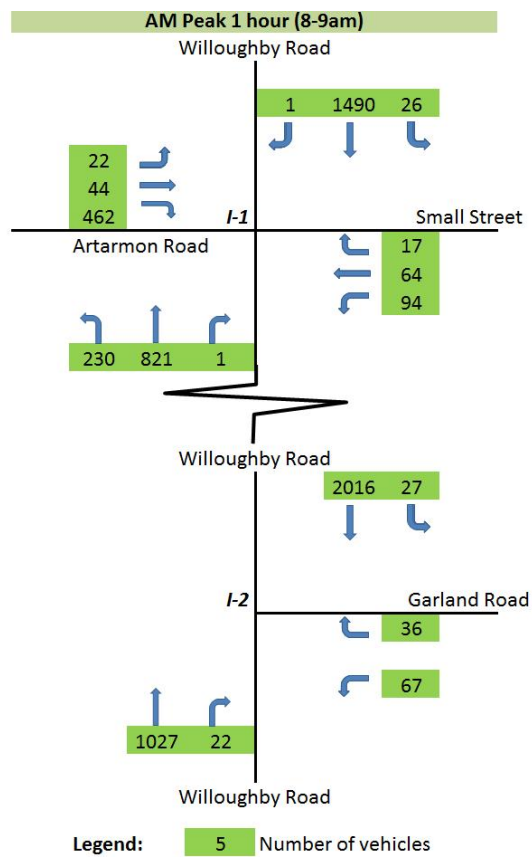 AM Peak 1 hour (8-9am)
Willoughby Road
1 1490 26
22
44
462
I-1
Small Street
Artarmon Road
17
64
94
230 821 1
Willoughby Road
2016 27
I-2
Garland Road
36
67
1027 22
Willoughby Road
Legend: 5 Number of vehicles